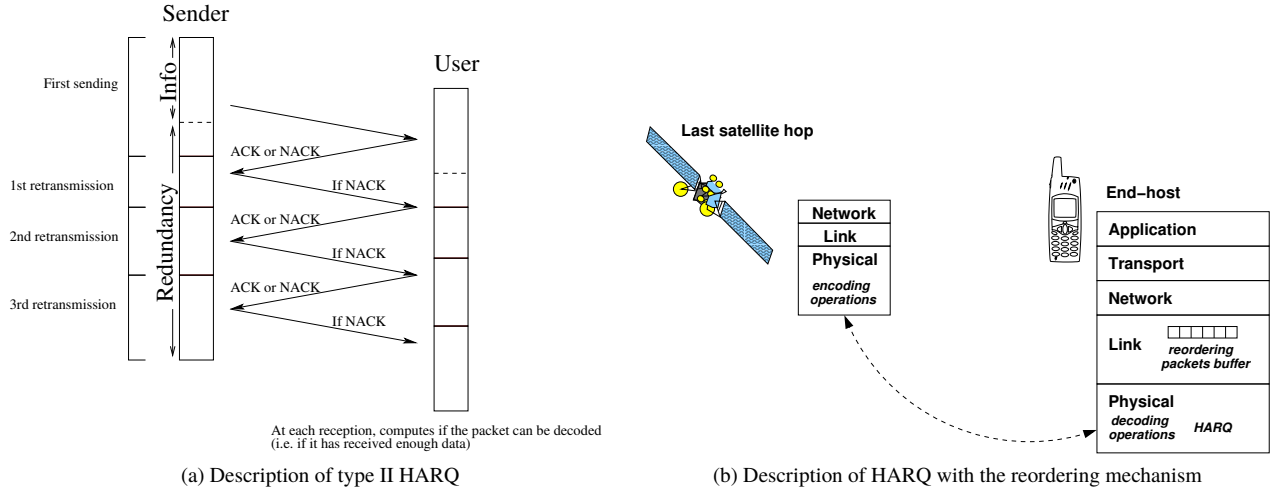 Sender
User
First sending
Info
ACK or NACK
1st retransmission
If NACK
Redundancy
ACK or NACK
2nd retransmission
If NACK
ACK or NACK
3rd retransmission
If NACK
At each reception, computes if the packet can be decoded
(i.e. if it has received enough data)
(a) Description of type II HARQ
Last satellite hop
Network
Link
Physical
encoding
operations
End-host
Application
Transport
Network
Link
reordering
packets buffer
Physical
decoding
operations
HARQ
(b) Description of HARQ with the reordering mechanism